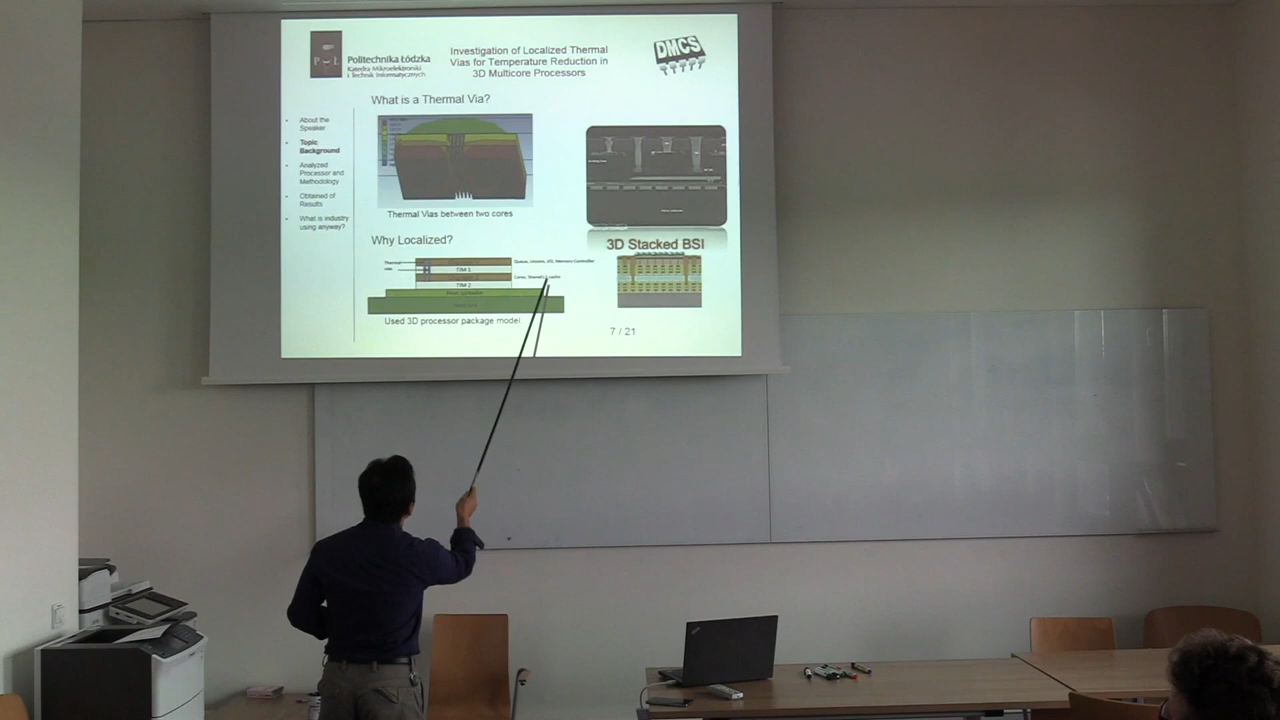 Politechnika Łódzka
Katedra Mikroelektroniki
i Technik Informatycznych
Investigation of Localized Thermal
Vias for Temperature Reduction in
3D Multicore Processors
DMCS
What is a Thermal Via?
About the
Speaker
Topic
Background
Analyzed
Processor and
Methodology
Obtained of
Results
What is industry
using anyway?
Thermal Vias between two cores
Why Localized?
3D Stacked BSI
Thermal
TIM 1
TIM 2
Used 3D processor package model
7 / 21